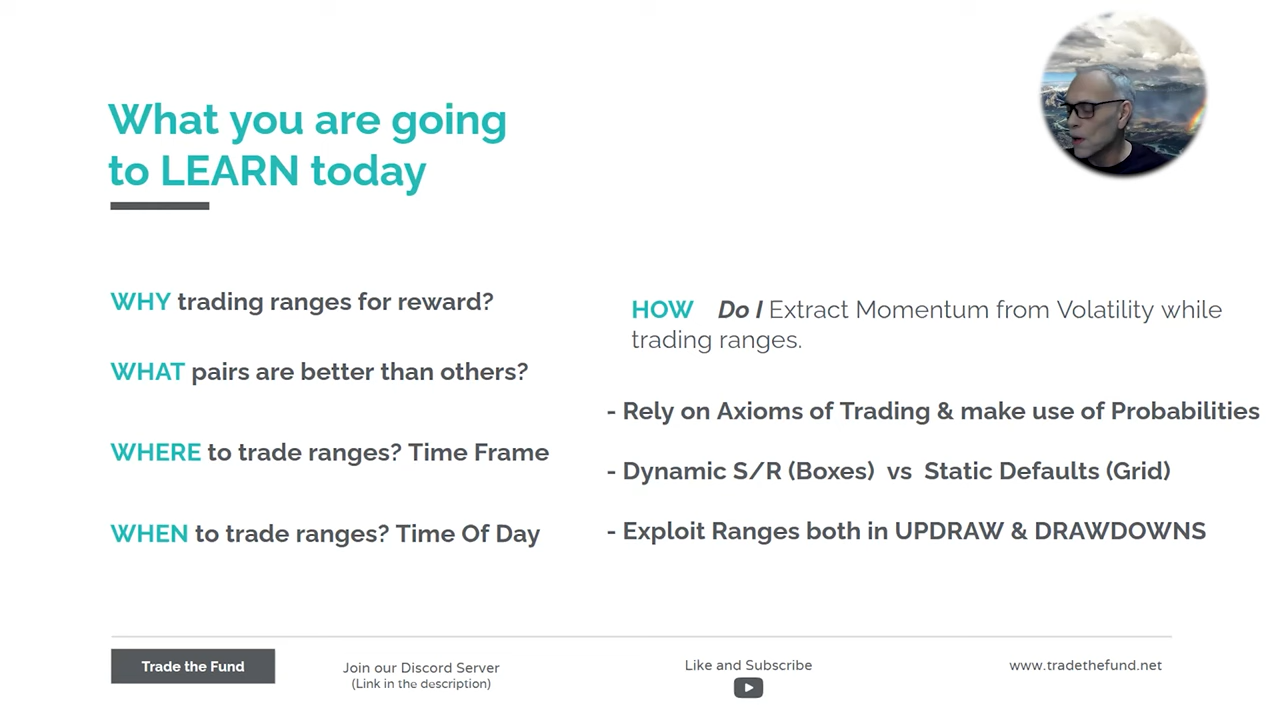 What you are going
to LEARN today
WHY trading ranges for reward?
WHAT pairs are better than others?
WHERE to trade ranges? Time Frame
WHEN to trade ranges? Time Of Day
HOW Do I Extract Momentum from Volatility while
trading ranges.
- Rely on Axioms of Trading & make use of Probabilities
- Dynamic S/R (Boxes) vs Static Defaults (Grid)
- Exploit Ranges both in UPDRAW & DRAWDOWNS
Trade the Fund
Join our Discord Server
(Link in the description)
Like and Subscribe
www.tradethefund.net